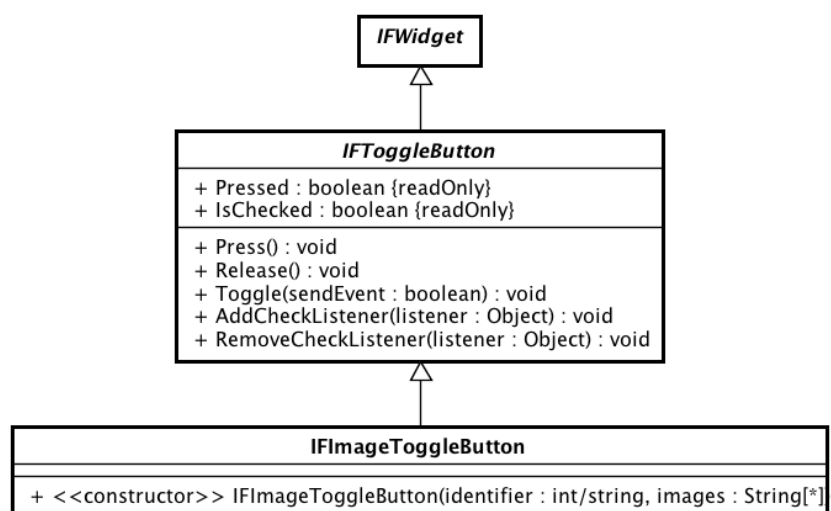 IFWidget
IFToggleButton
+ Pressed : boolean {readOnly}
+ IsChecked : boolean {readOnly}
+ Press() : void
+ Release() : void
+ Toggle(sendEvent : boolean) : void
+ AddCheckListener(listener : Object) : void
+ RemoveCheckListener(listener : Object) : void
IFImageToggleButton
+ <<constructor>> IFImageToggleButton(identifier : int/string, images : String[*]